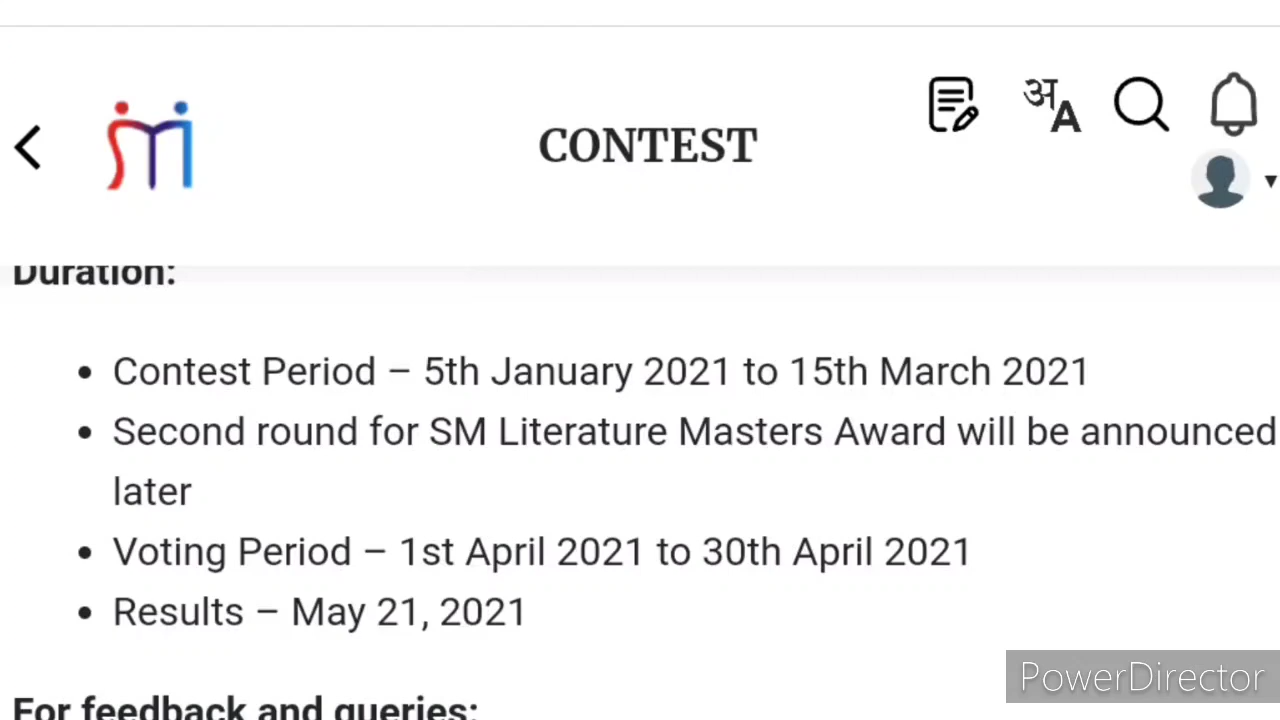 CONTEST
अA
Duration:
• Contest Period – 5th January 2021 to 15th March 2021
• Second round for SM Literature Masters Award will be announced
later
• Voting Period – 1st April 2021 to 30th April 2021
• Results – May 21, 2021
For feedback and queries:
PowerDirector